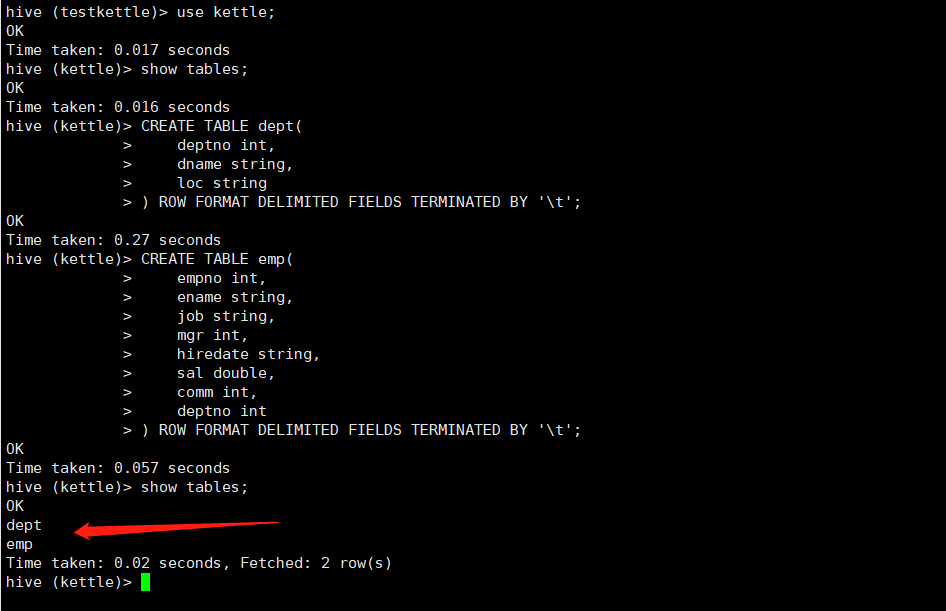 hive (testkettle)> use kettle;
OK
Time taken: 0.017 seconds
hive (kettle)> show tables;
OK
Time taken: 0.016 seconds
hive (kettle)> CREATE TABLE dept(
             >     deptno int,
             >     dname string,
             >     loc string
             > ) ROW FORMAT DELIMITED FIELDS TERMINATED BY '\t';
OK
Time taken: 0.27 seconds
hive (kettle)> CREATE TABLE emp(
             >     empno int,
             >     ename string,
             >     job string,
             >     mgr int,
             >     hiredate string,
             >     sal double,
             >     comm int,
             >     deptno int
             > ) ROW FORMAT DELIMITED FIELDS TERMINATED BY '\t';
OK
Time taken: 0.057 seconds
hive (kettle)> show tables;
OK
dept
emp
Time taken: 0.02 seconds, Fetched: 2 row(s)
hive (kettle)>